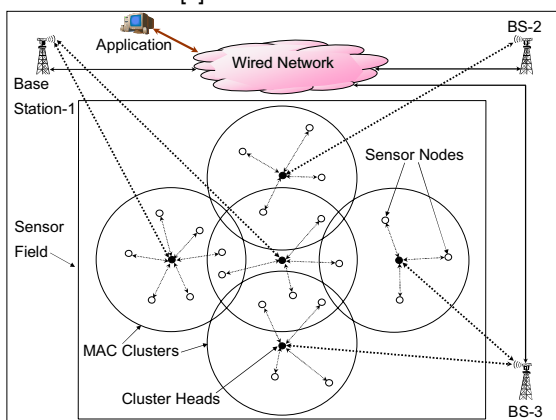 Application
BS-2
Wired Network
Base
Station-1
Sensor Nodes
Sensor
Field
MAC Clusters
Cluster Heads
BS-3